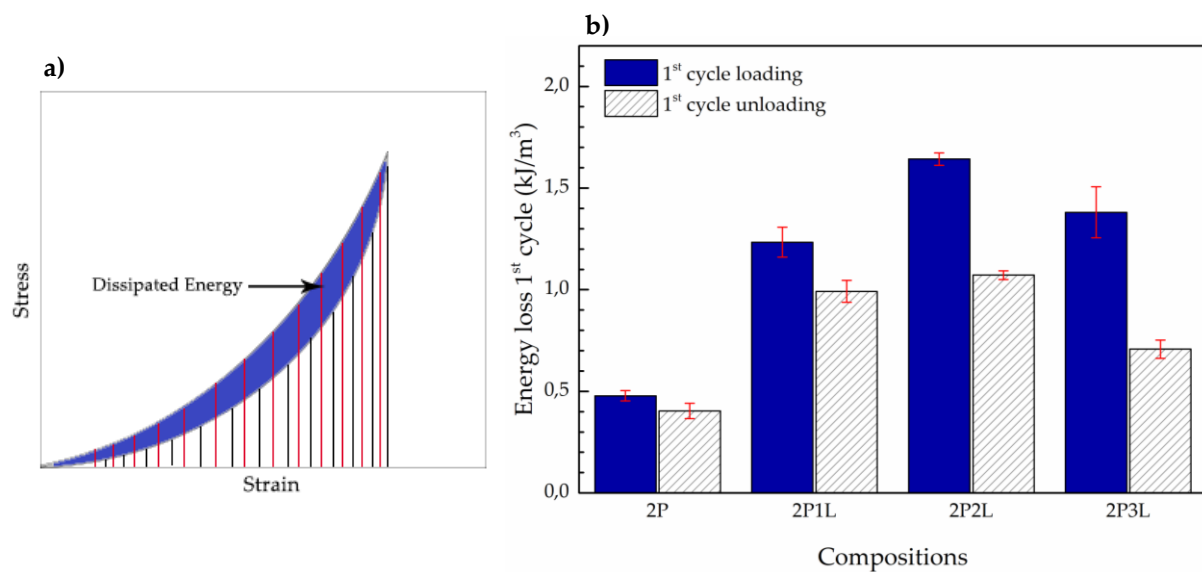 a)
Stress
Dissipated Energy
Strain
b)
Energy loss 1st cycle (kJ/m3)
2,0
1,5
1,0
0,5
0,0
1st cycle loading
1st cycle unloading
2P
2P1L
2P2L
2P3L
Compositions